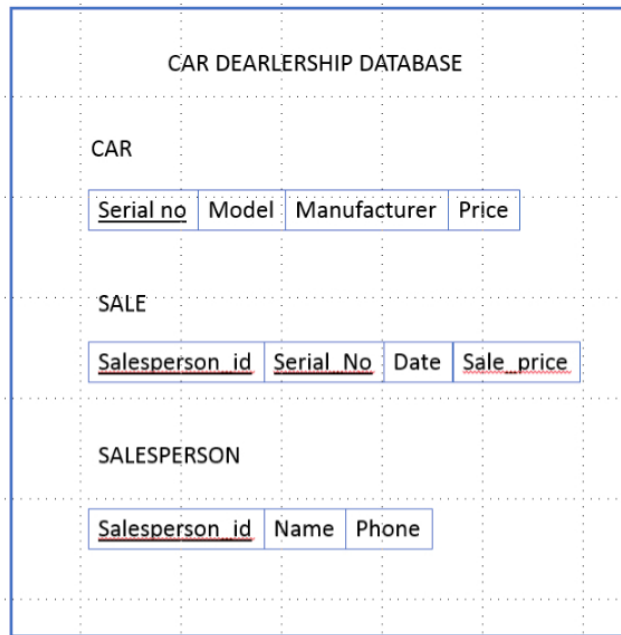 CAR DEARLERSHIP DATABASE
CAR
Serial no Model Manufacturer Price
SALE
Salesperson_id Serial_No Date Sale_price
SALESPERSON
Salesperson_id Name Phone